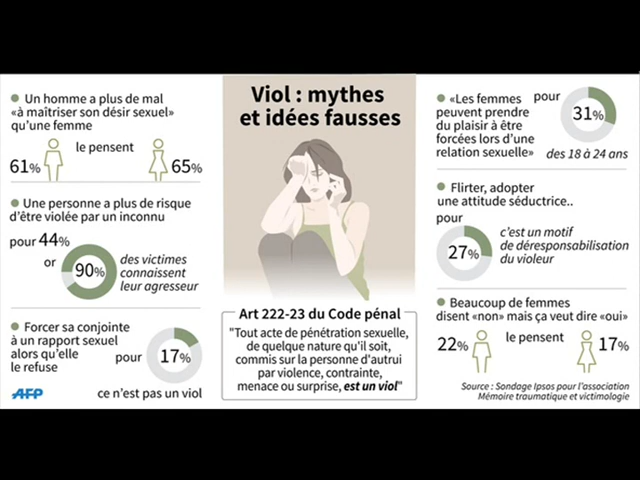 Un homme a plus de mal
«à maîtriser son désir sexuel»
qu'une femme
le pensent
61%
65%
Une personne a plus de risque
d'être violée par un inconnu
pour 44%
or
90%
des victimes
connaissent
leur agresseur
Forcer sa conjointe
à un rapport sexuel
alors qu'elle
le refuse
pour
17%
ce n'est pas un viol
AFP
Viol : mythes
et idées fausses
Art 222-23 du Code pénal
"Tout acte de pénétration sexuelle,
de quelque nature qu'il soit,
commis sur la personne d'autrui
par violence, contrainte,
menace ou surprise, est un viol"
«Les femmes
peuvent prendre
du plaisir à être
forcées lors d'une
relation sexuelle»
pour
31%
des 18 à 24 ans
Flirter, adopter
une attitude séductrice..
pour
27%
c'est un motif
de déresponsabilisation
du violeur
Beaucoup de femmes
disent «non» mais ça veut dire «oui»
22%
le pensent
17%
Source : Sondage Ipsos pour l'association
Mémoire traumatique et victimologie